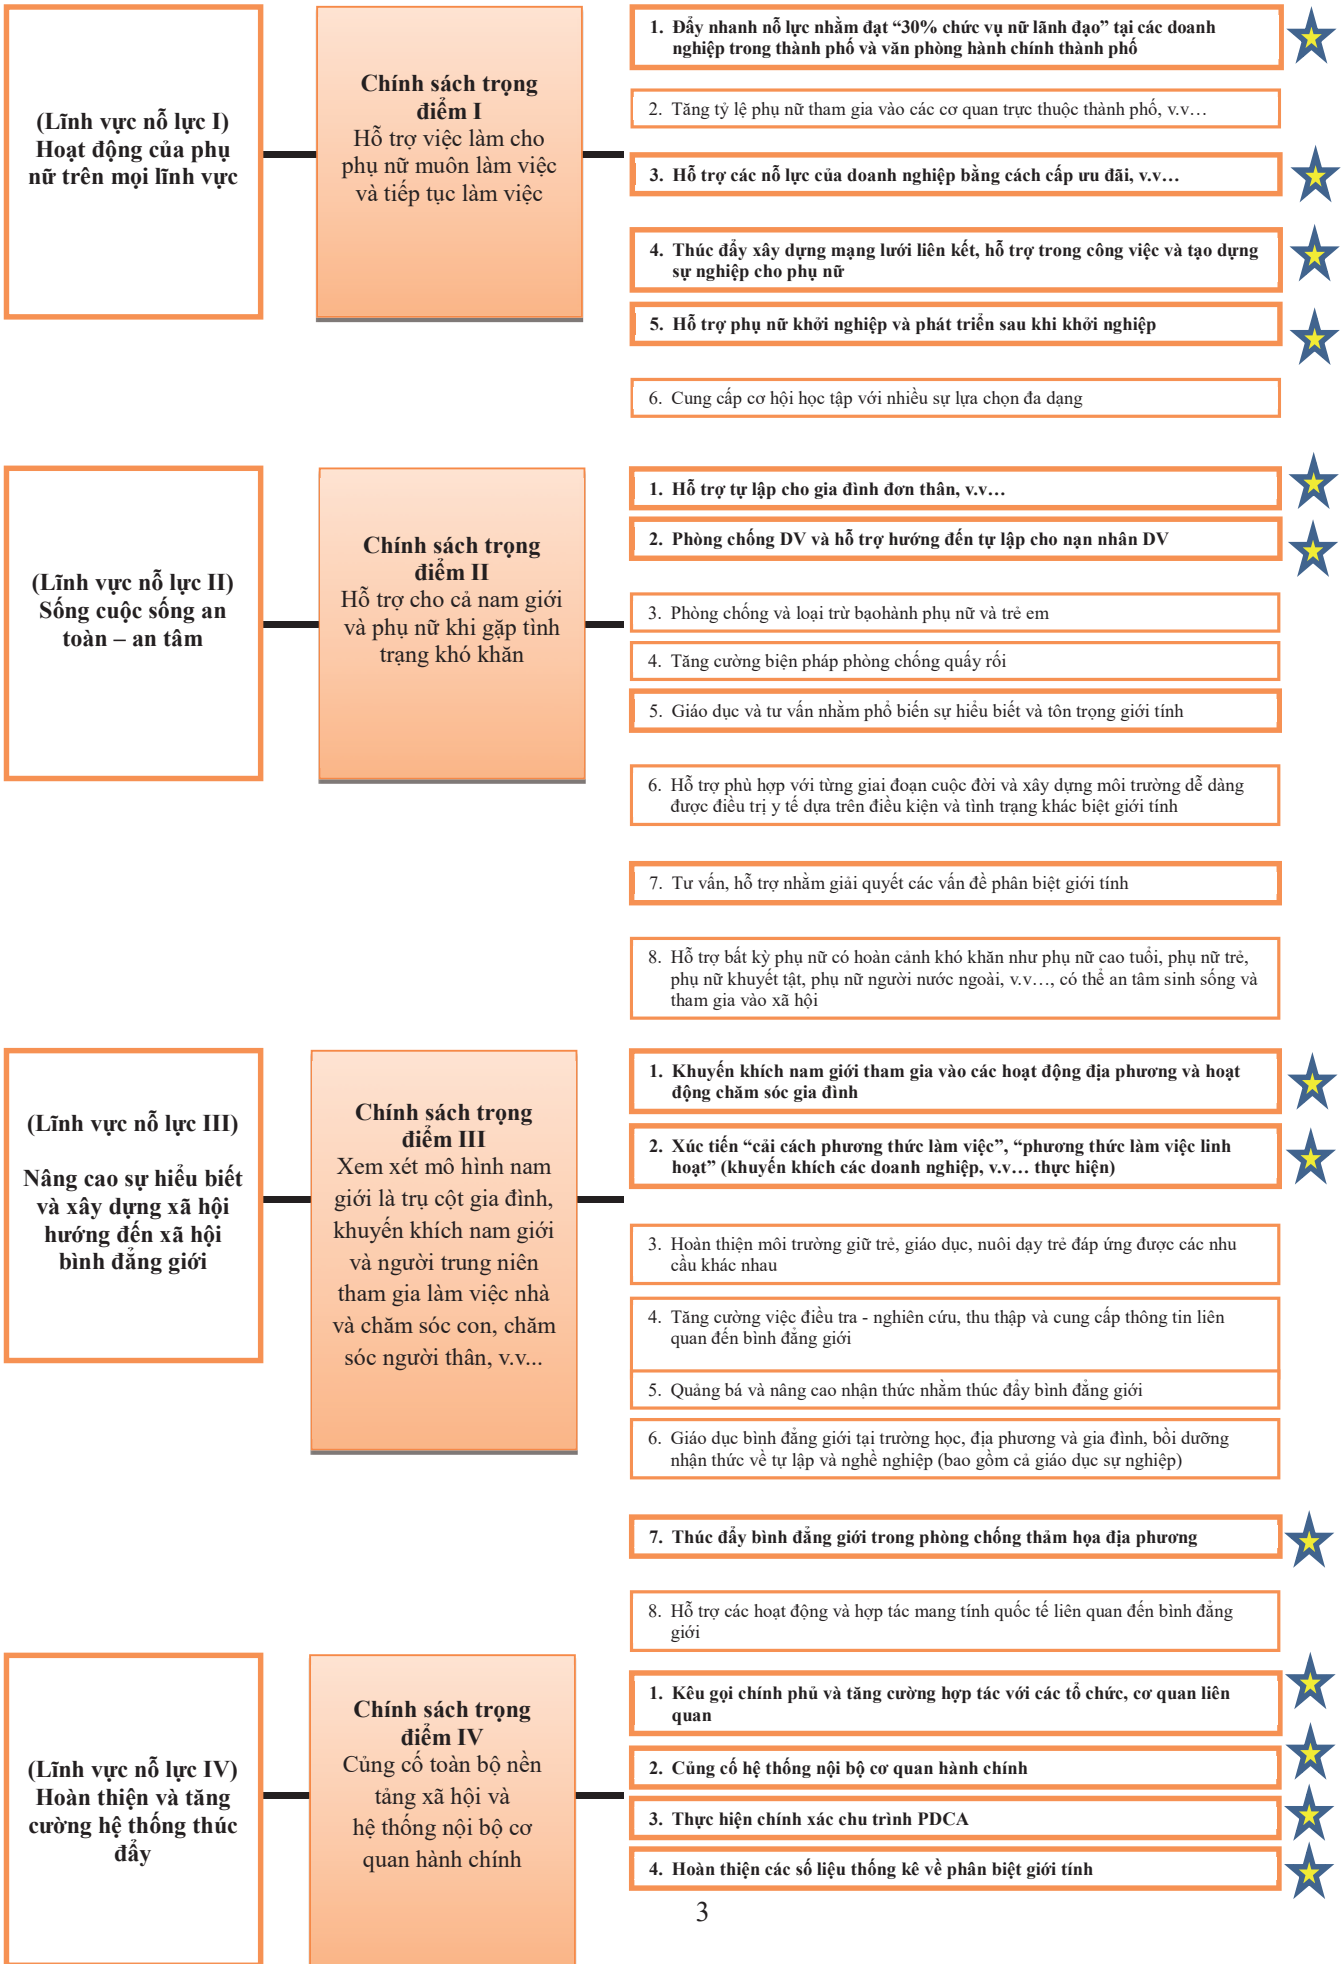 (Lĩnh vực nỗ lực I)
Hoạt động của phụ
nữ trên mọi lĩnh vực
Chính sách trọng
điểm I
Hỗ trợ việc làm cho
phụ nữ muôn làm việc
và tiếp tục làm việc
1. Đẩy nhanh nỗ lực nhằm đạt “30% chức vụ nữ lãnh đạo” tại các doanh
nghiệp trong thành phố và văn phòng hành chính thành phố
2. Tăng tỷ lệ phụ nữ tham gia vào các cơ quan trực thuộc thành phố, v.v…
3. Hỗ trợ các nỗ lực của doanh nghiệp bằng cách cấp ưu đãi, v.v…
4. Thúc đẩy xây dựng mạng lưới liên kết, hỗ trợ trong công việc và tạo dựng
sự nghiệp cho phụ nữ
5. Hỗ trợ phụ nữ khởi nghiệp và phát triển sau khi khởi nghiệp
6. Cung cấp cơ hội học tập với nhiều sự lựa chọn đa dạng
(Lĩnh vực nỗ lực II)
Sống cuộc sống an
toàn – an tâm
Chính sách trọng
điểm II
Hỗ trợ cho cả nam giới
và phụ nữ khi gặp tình
trạng khó khăn
1. Hỗ trợ tự lập cho gia đình đơn thân, v.v…
2. Phòng chống DV và hỗ trợ hướng đến tự lập cho nạn nhân DV
3. Phòng chống và loại trừ bạohành phụ nữ và trẻ em
4. Tăng cường biện pháp phòng chống quấy rối
5. Giáo dục và tư vấn nhằm phổ biến sự hiểu biết và tôn trọng giới tính
6. Hỗ trợ phù hợp với từng giai đoạn cuộc đời và xây dựng môi trường dễ dàng
được điều trị y tế dựa trên điều kiện và tình trạng khác biệt giới tính
7. Tư vấn, hỗ trợ nhằm giải quyết các vấn đề phân biệt giới tính
8. Hỗ trợ bất kỳ phụ nữ có hoàn cảnh khó khăn như phụ nữ cao tuổi, phụ nữ trẻ,
phụ nữ khuyết tật, phụ nữ người nước ngoài, v.v…, có thể an tâm sinh sống và
tham gia vào xã hội
(Lĩnh vực nỗ lực III)
Nâng cao sự hiểu biết
và xây dựng xã hội
hướng đến xã hội
bình đẳng giới
Chính sách trọng
điểm III
Xem xét mô hình nam
giới là trụ cột gia đình,
khuyến khích nam giới
và người trung niên
tham gia làm việc nhà
và chăm sóc con, chăm
sóc người thân, v.v...
1. Khuyến khích nam giới tham gia vào các hoạt động địa phương và hoạt
động chăm sóc gia đình
2. Xúc tiến “cải cách phương thức làm việc”, “phương thức làm việc linh
hoạt” (khuyến khích các doanh nghiệp, v.v… thực hiện)
3. Hoàn thiện môi trường giữ trẻ, giáo dục, nuôi dạy trẻ đáp ứng được các nhu
cầu khác nhau
4. Tăng cường việc điều tra - nghiên cứu, thu thập và cung cấp thông tin liên
quan đến bình đẳng giới
5. Quảng bá và nâng cao nhận thức nhằm thúc đẩy bình đẳng giới
6. Giáo dục bình đẳng giới tại trường học, địa phương và gia đình, bồi dưỡng
nhận thức về tự lập và nghề nghiệp (bao gồm cả giáo dục sự nghiệp)
7. Thúc đẩy bình đẳng giới trong phòng chống thảm họa địa phương
8. Hỗ trợ các hoạt động và hợp tác mang tính quốc tế liên quan đến bình đẳng
giới
(Lĩnh vực nỗ lực IV)
Hoàn thiện và tăng
cường hệ thống thúc
đẩy
Chính sách trọng
điểm IV
Củng cố toàn bộ nền
tảng xã hội và
hệ thống nội bộ cơ
quan hành chính
1. Kêu gọi chính phủ và tăng cường hợp tác với các tổ chức, cơ quan liên
quan
2. Củng cố hệ thống nội bộ cơ quan hành chính
3. Thực hiện chính xác chu trình PDCA
4. Hoàn thiện các số liệu thống kê về phân biệt giới tính
3